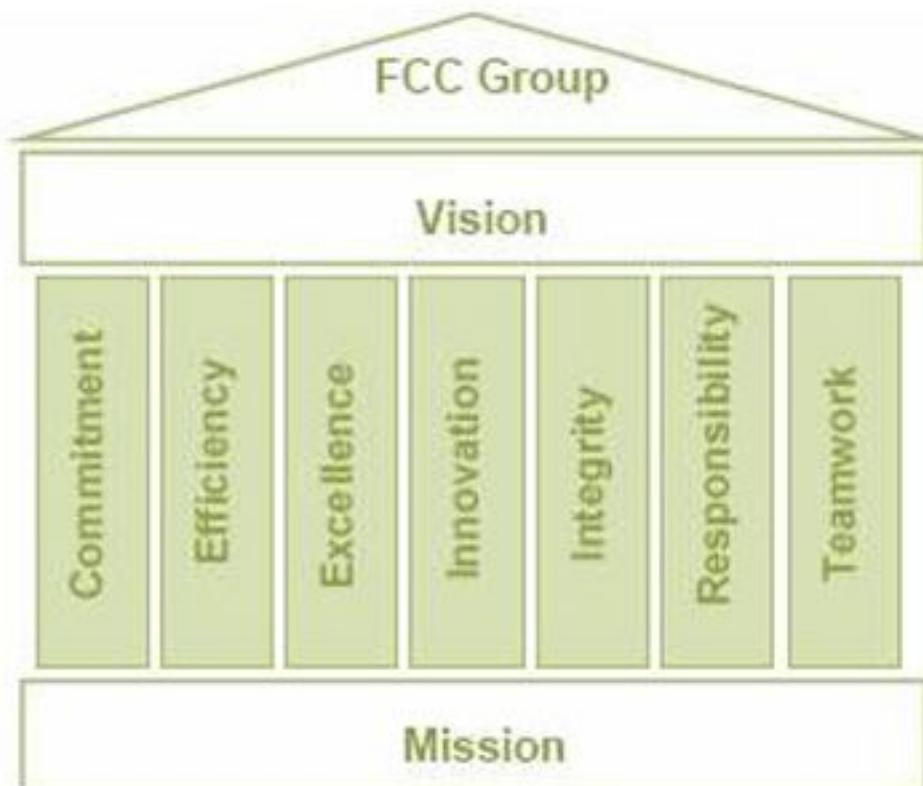 FCC Group
Vision
Commitment
Efficiency
Excellence
Innovation
Integrity
Responsibility
Teamwork
Mission